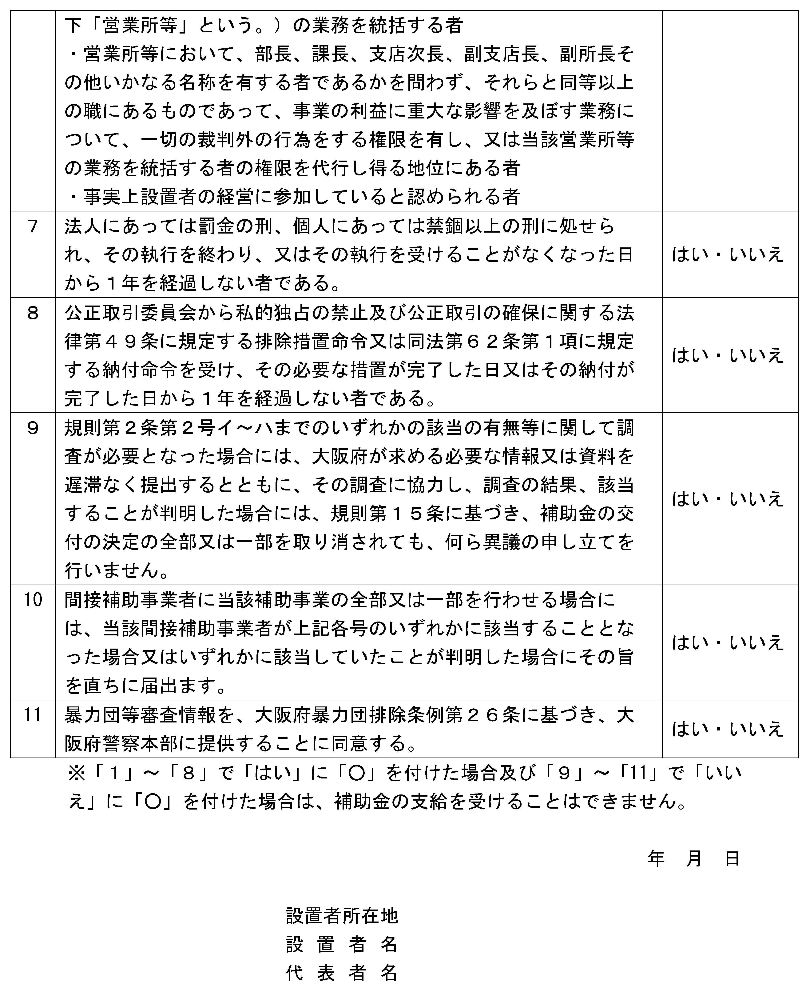 下「営業所等」という。）の業務を統括する者
・営業所等において、部長、課長、支店次長、副支店長、副所長そ
の他いかなる名称を有する者であるかを問わず、それらと同等以上
の職にあるものであって、事業の利益に重大な影響を及ぼす業務に
ついて、一切の裁判外の行為をする権限を有し、又は当該営業所等
の業務を統括する者の権限を代行し得る地位にある者
・事実上設置者の経営に参加していると認められる者
７ 法人にあっては罰金の刑、個人にあっては禁錮以上の刑に処せら
れ、その執行を終わり、又はその執行を受けることがなくなった日
から１年を経過しない者である。
はい・いいえ
８ 公正取引委員会から私的独占の禁止及び公正取引の確保に関する法
律第４９条に規定する排除措置命令又は同法第６２条第１項に規定
する納付命令を受け、その必要な措置が完了した日又はその納付が
完了した日から１年を経過しない者である。
はい・いいえ
９ 規則第２条第２号イ～ハまでのいずれかの該当の有無等に関して調
査が必要となった場合には、大阪府が求める必要な情報又は資料を
遅滞なく提出するとともに、その調査に協力し、調査の結果、該当
することが判明した場合には、規則第１５条に基づき、補助金の交
付の決定の全部又は一部を取り消されても、何ら異議の申し立てを
行いません。
はい・いいえ
10 間接補助事業者に当該補助事業の全部又は一部を行わせる場合に
は、当該間接補助事業者が上記各号のいずれかに該当することとな
った場合又はいずれかに該当していたことが判明した場合にその旨
を直ちに届出ます。
はい・いいえ
11 暴力団等審査情報を、大阪府暴力団排除条例第２６条に基づき、大
阪府警察本部に提供することに同意する。
はい・いいえ
※「１」～「８」で「はい」に「〇」を付けた場合及び「９」～「11」で「いい
え」に「〇」を付けた場合は、補助金の支給を受けることはできません。
年　月　日
設置者所在地
設 置 者 名
代 表 者 名